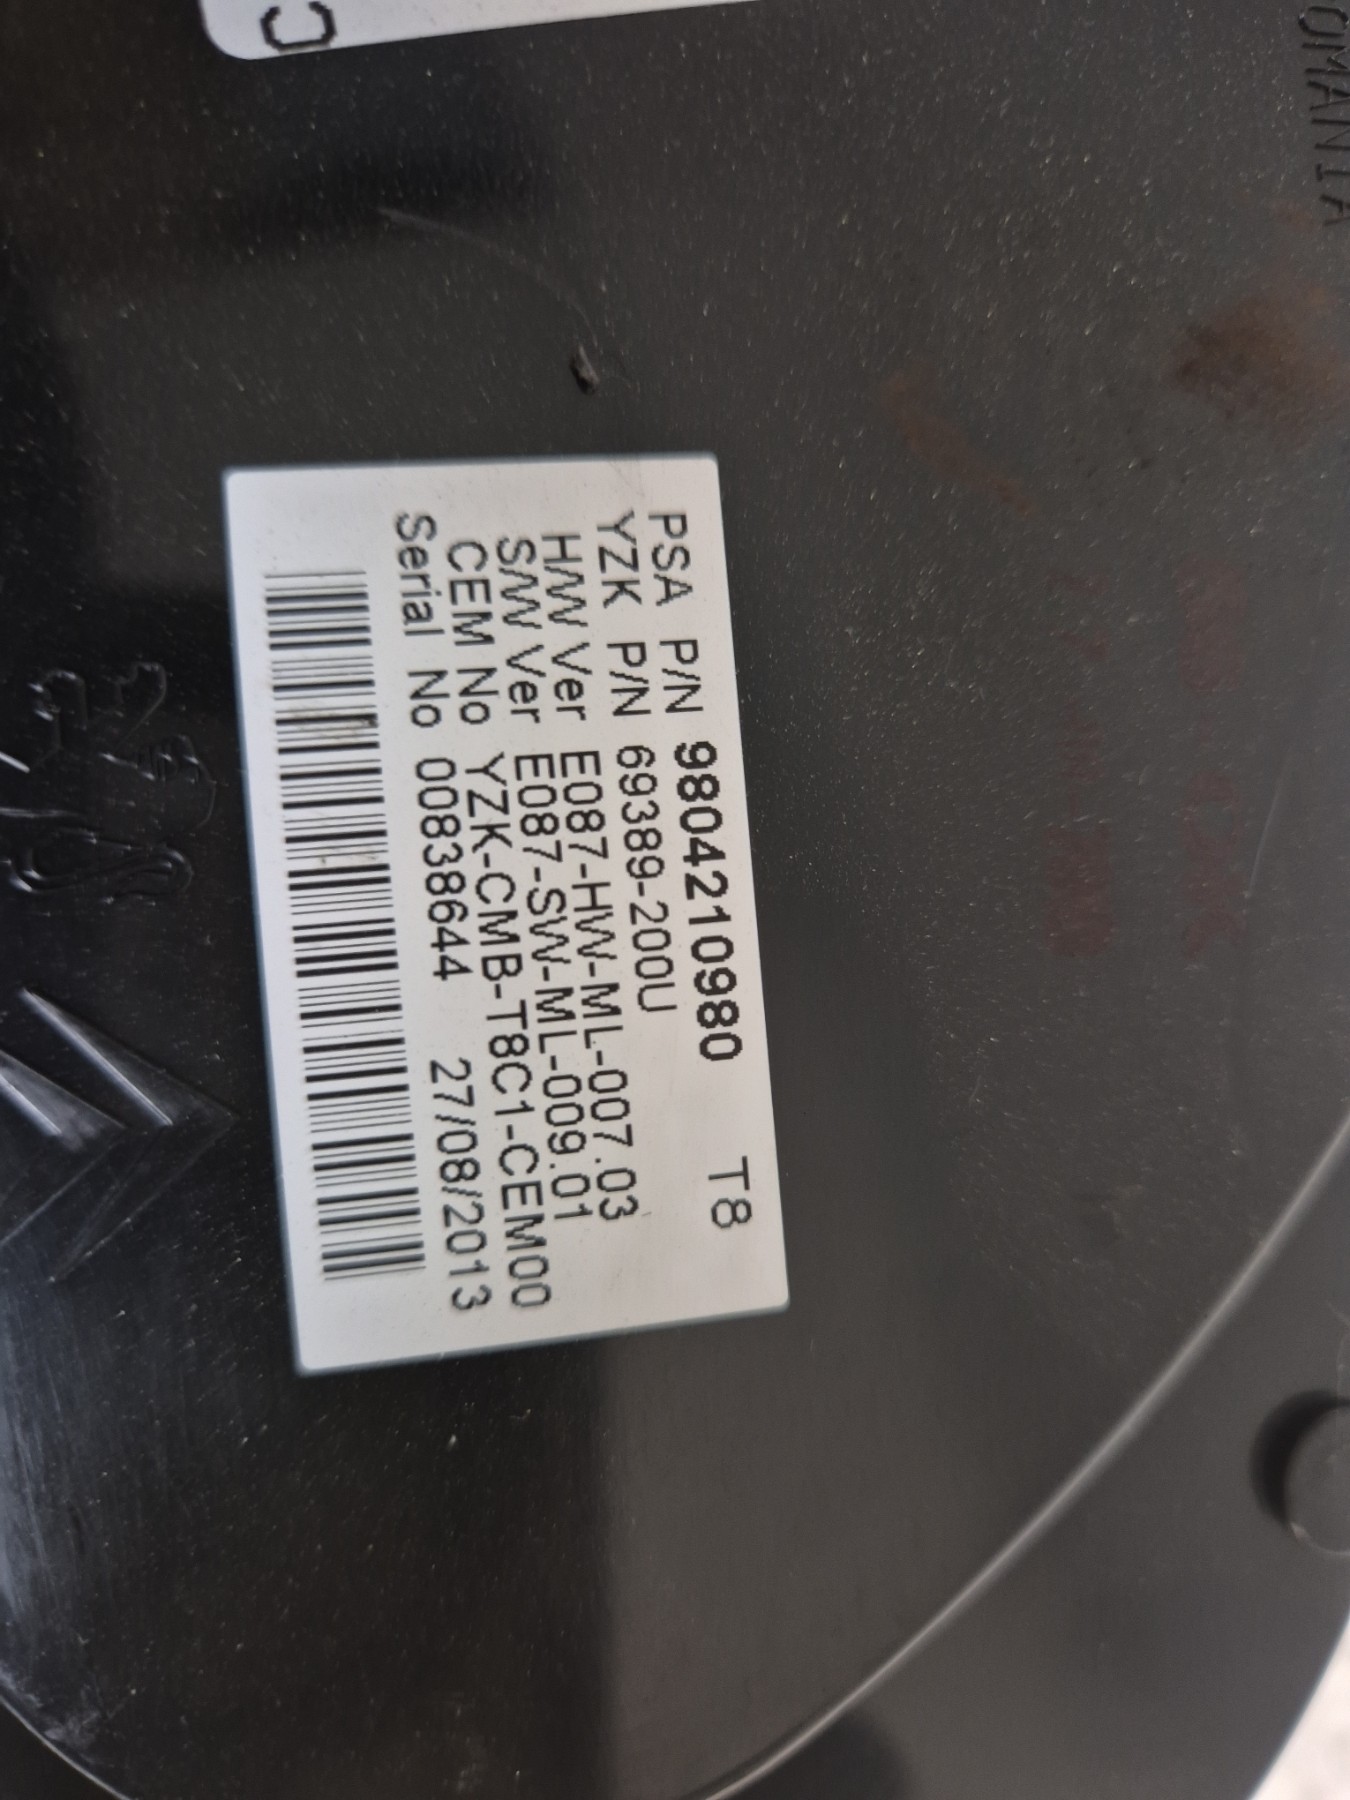 PSA P/N 9804210980 T8
YZK P/N 69389-200U
H/W Ver E087-HW-ML-007.03
S/W Ver E087-SW-ML-009.01
CEM No YZK-CMB-T8C1-CEM00
Serial No 00838644 27/08/2013